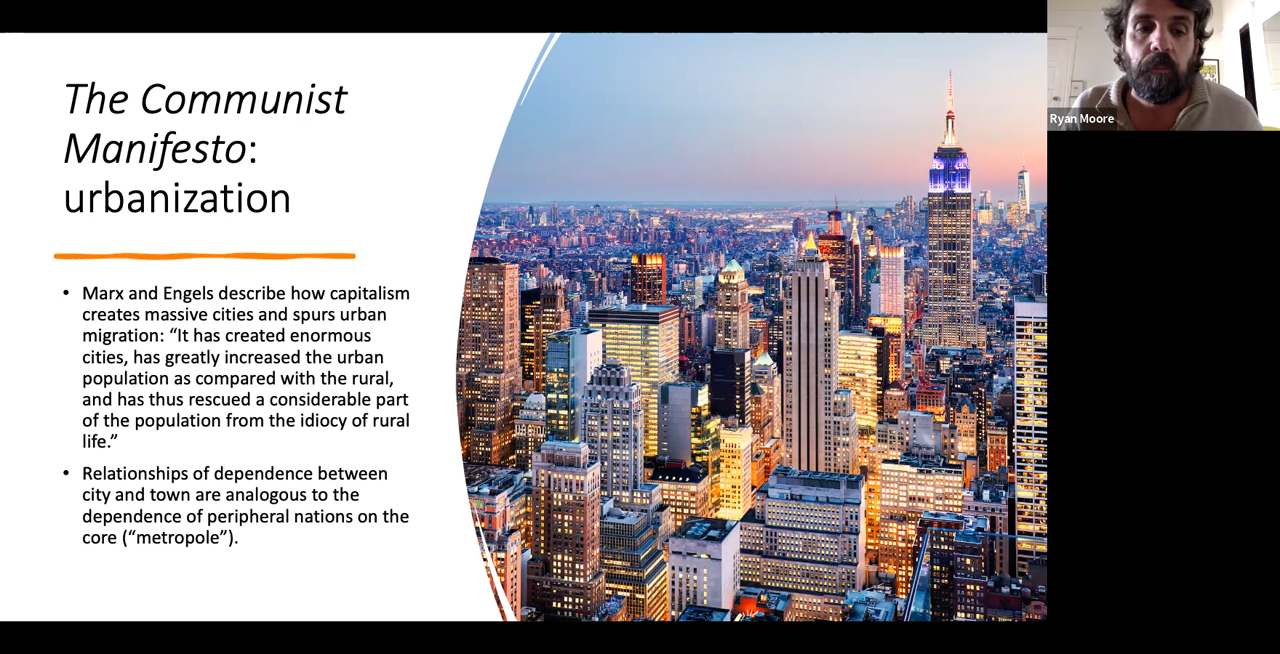 The Communist
Manifesto:
urbanization
• Marx and Engels describe how capitalism
creates massive cities and spurs urban
migration: “It has created enormous
cities, has greatly increased the urban
population as compared with the rural,
and has thus rescued a considerable part
of the population from the idiocy of rural
life.”
• Relationships of dependence between
city and town are analogous to the
dependence of peripheral nations on the
core (“metropole”).
Ryan Moore